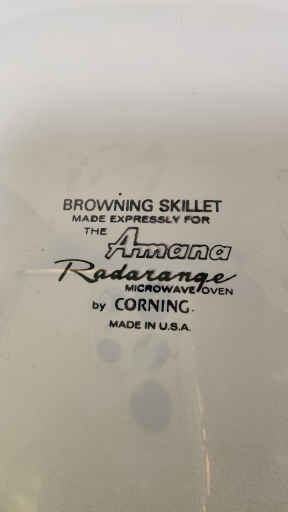 BROWNING SKILLET
MADE EXPRESSLY FOR
THE Amana
Radarange
MICROWAVE OVEN
by CORNING.
MADE IN U.S.A.